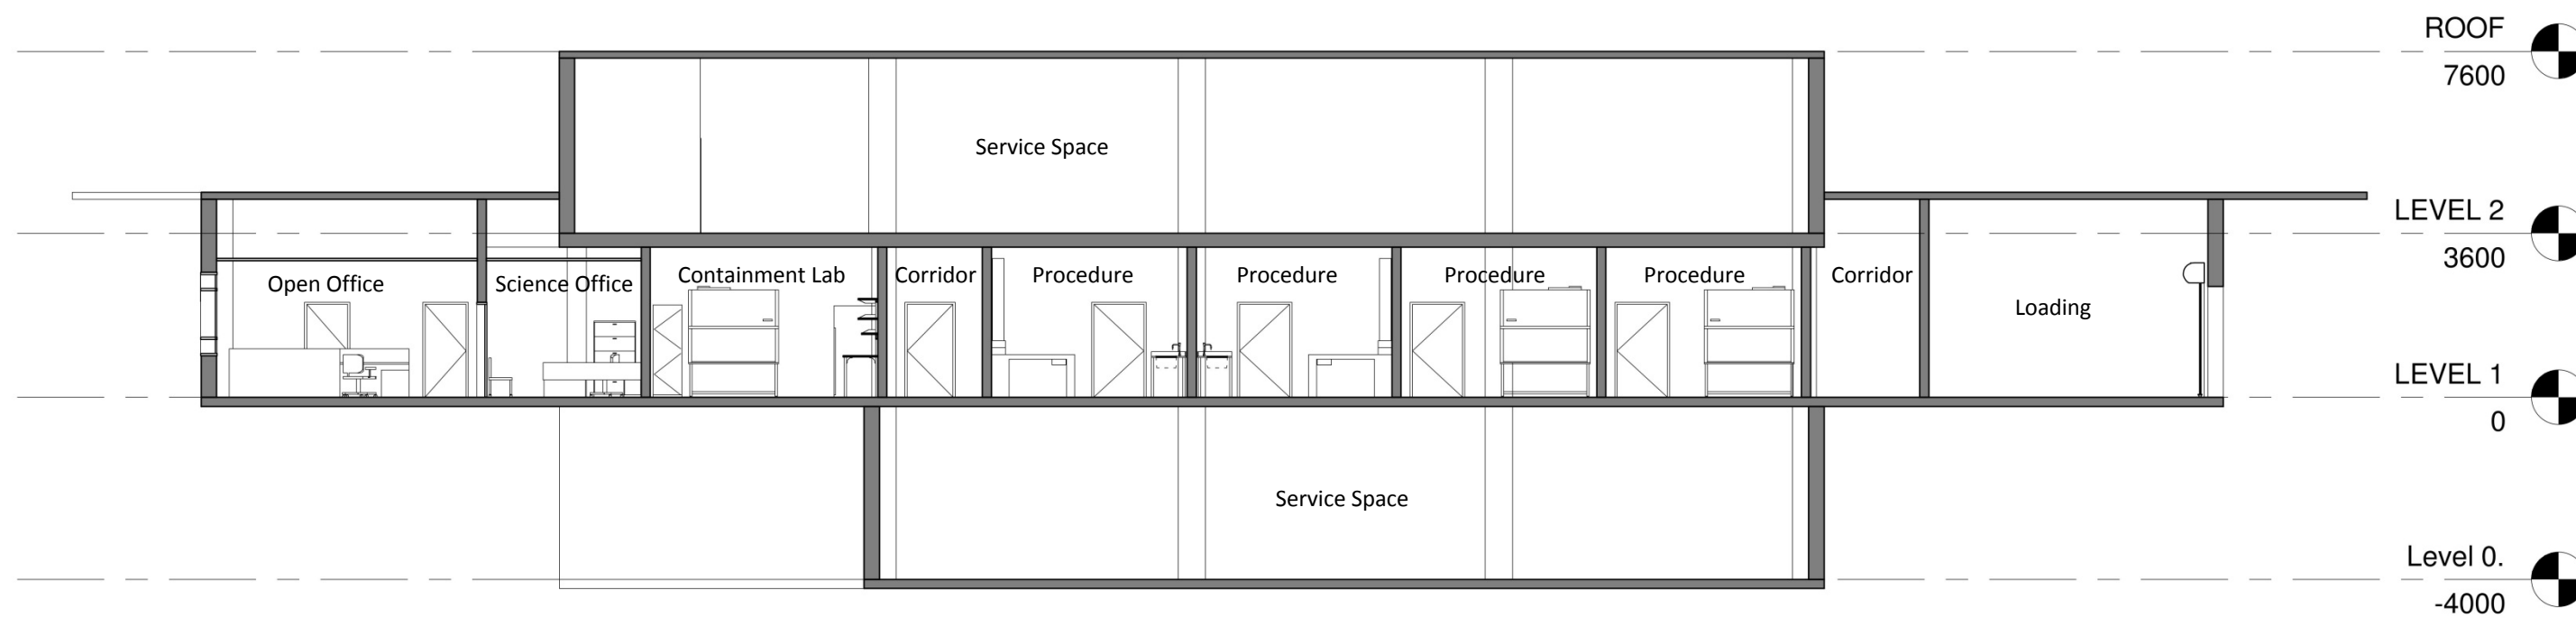 ROOF
7600
Service Space
LEVEL 2
3600
Open Office
Science Office
Containment Lab
Corridor
Procedure
Procedure
Procedure
Procedure
Corridor
Loading
LEVEL 1
0
Service Space
Level 0.
-4000